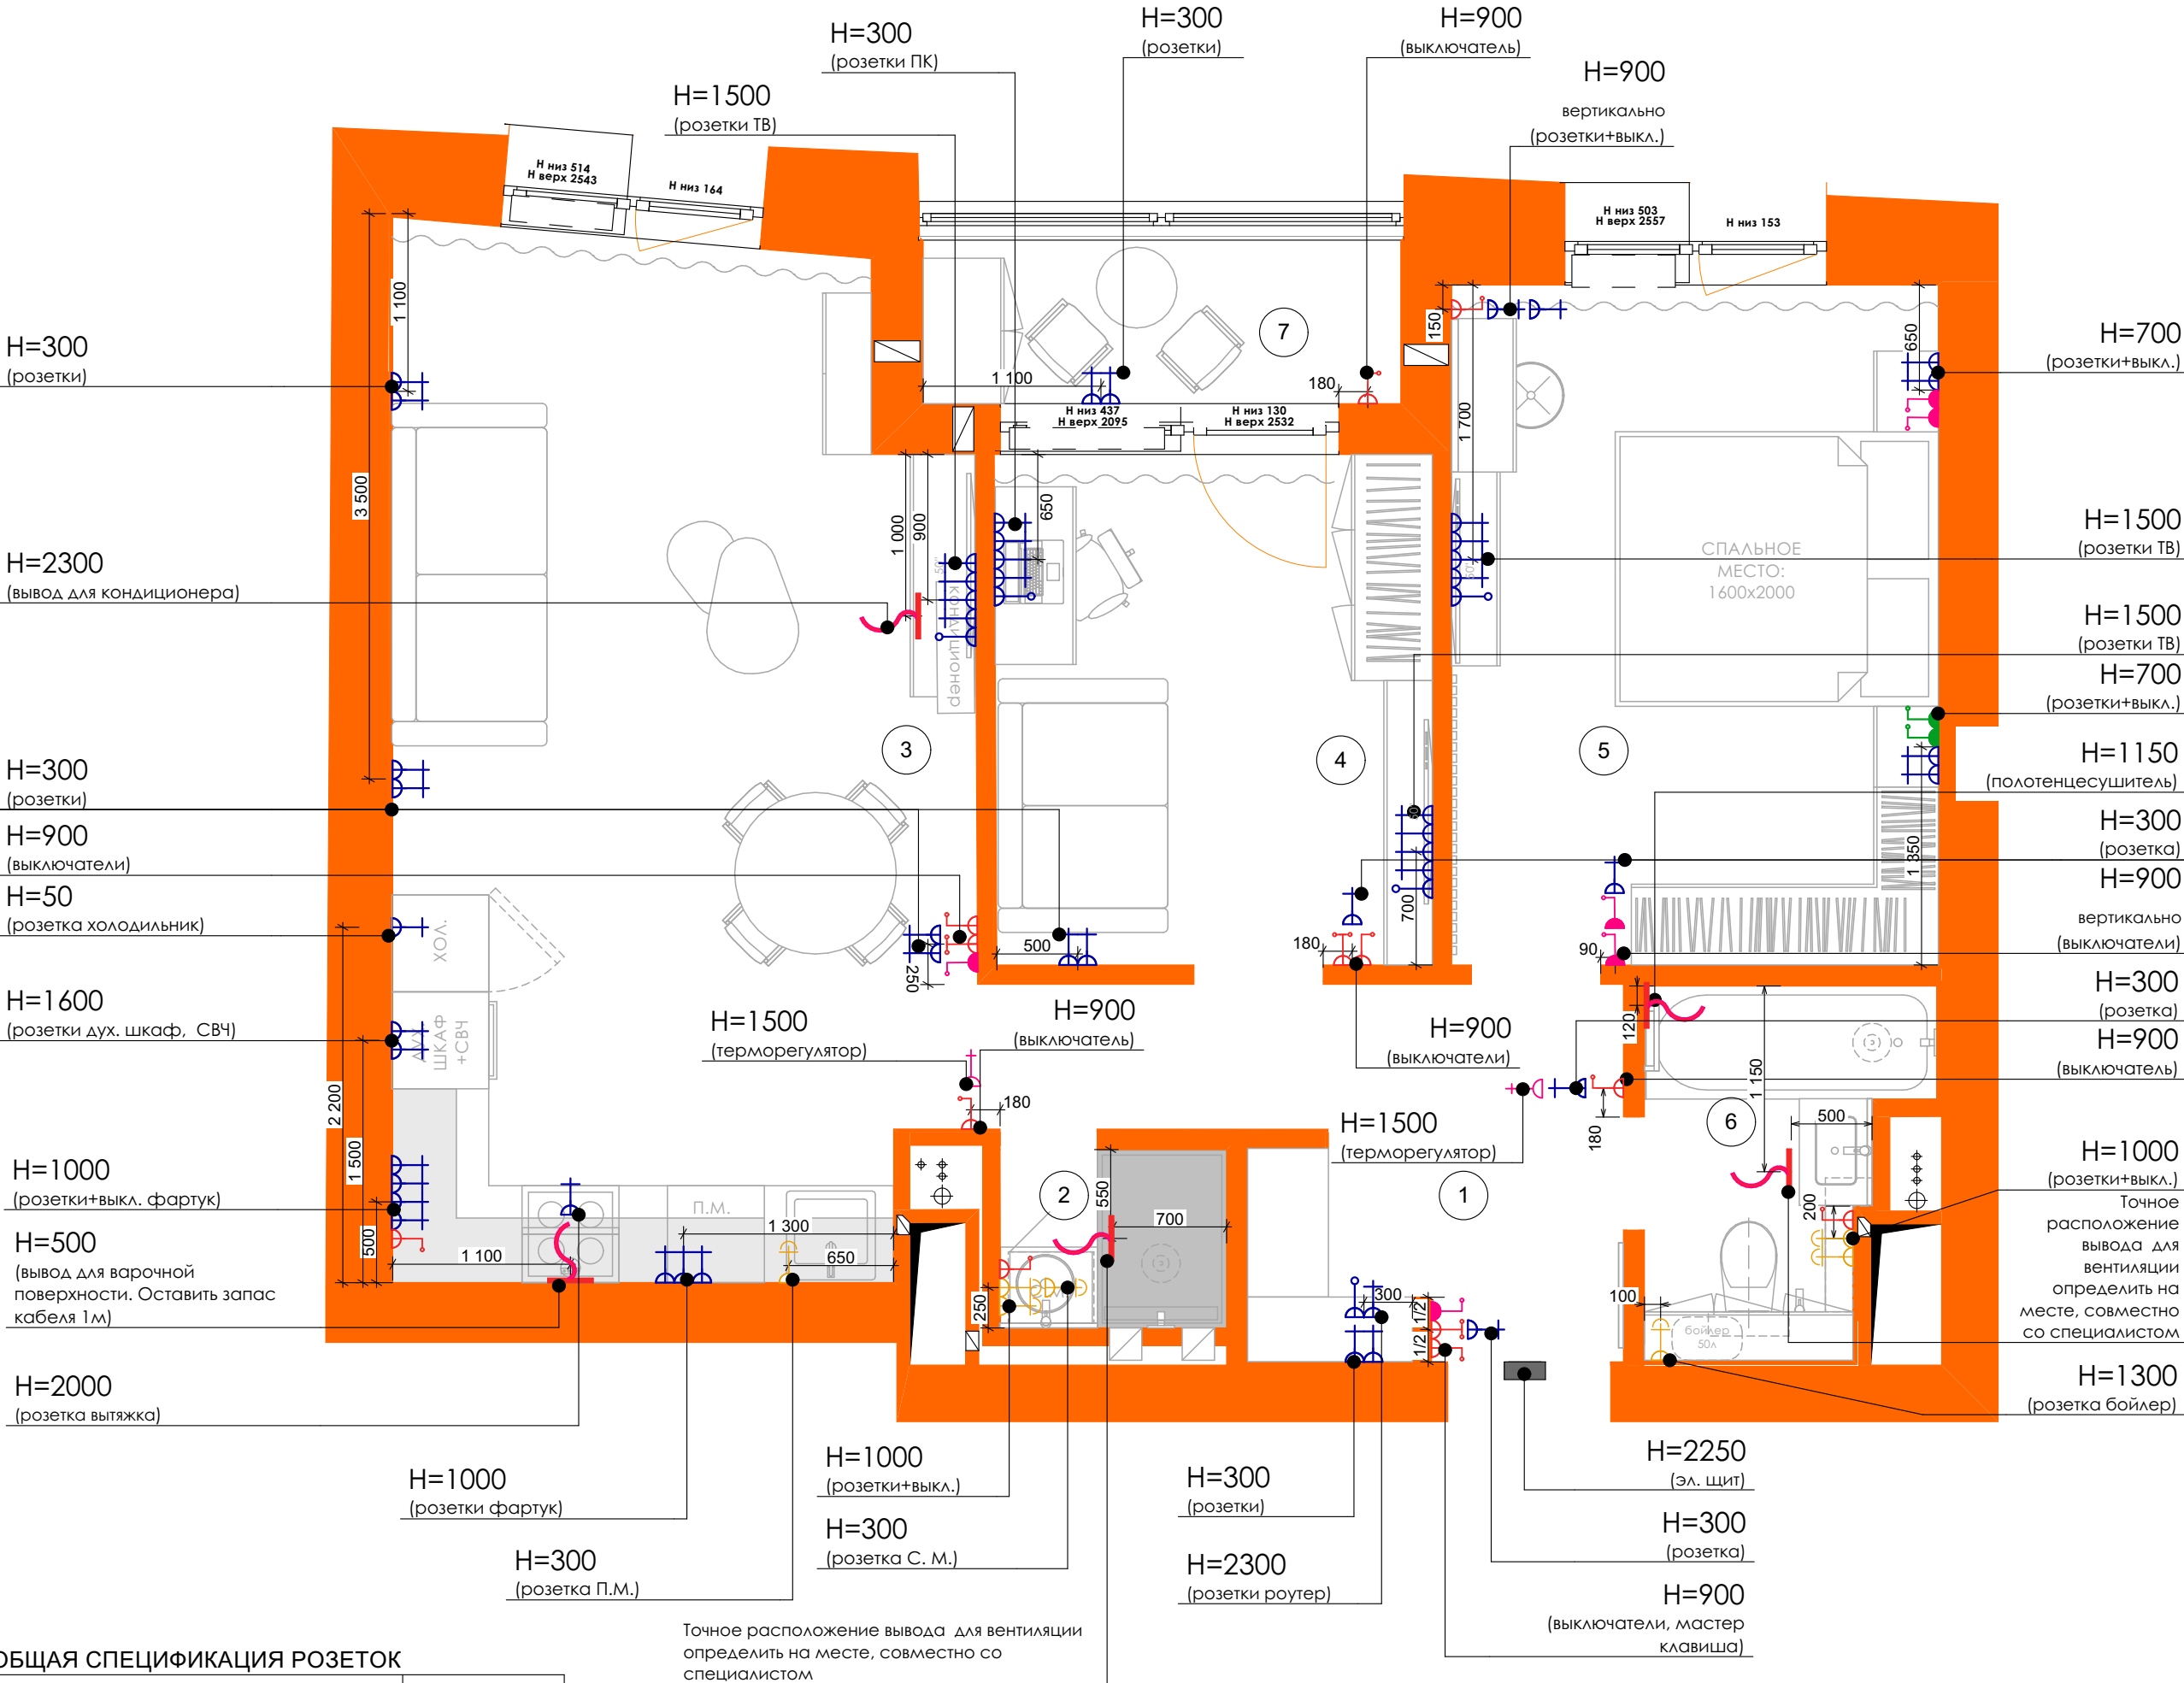 H=300
(розетки ПК)
H=300
(розетки)
H=900
(выключатель)
H=1500
(розетки ТВ)
H=900
вертикально
(розетки+выкл.)
Н низ 514
Н верх 2543
Н низ 164
Н низ 503
Н верх 2557
Н низ 153
H=300
(розетки)
1 100
3 500
7
1 100
180
Н низ 437
Н верх 2095
Н низ 130
Н верх 2532
150
1 700
650
H=700
(розетки+выкл.)
H=2300
(вывод для кондиционера)
1 000
900
650
50"
кондиционер
СПАЛЬНОЕ
МЕСТО:
1600х2000
H=1500
(розетки ТВ)
H=1500
(розетки ТВ)
H=700
(розетки+выкл.)
3
4
5
H=300
(розетки)
H=1150
(полотенцесушитель)
H=900
(выключатели)
H=300
(розетка)
1 350
H=50
(розетка холодильник)
ХОЛ.
H=900
вертикально
(выключатели)
700
500
180
90
250
H=1600
(розетки дух. шкаф, СВЧ)
ДУХ.
ШКАФ
+СВЧ
H=1500
(терморегулятор)
H=900
(выключатель)
H=900
(выключатели)
H=300
(розетка)
H=900
(выключатель)
120
1 150
180
180
6
500
2 200
1 500
H=1500
(терморегулятор)
H=1000
(розетки+выкл. фартук)
500
П.М.
1 300
650
1 100
2
550
700
1
200
H=1000
(розетки+выкл.)
Точное
расположение
вывода для
вентиляции
определить на
месте, совместно
со специалистом
H=500
(вывод для варочной
поверхности. Оставить запас
кабеля 1м)
250
300
1/2
1/2
100
бойлер
50л
H=1300
(розетка бойлер)
H=2000
(розетка вытяжка)
H=1000
(розетки фартук)
H=1000
(розетки+выкл.)
H=300
(розетки)
H=2250
(эл. щит)
H=300
(розетка П.М.)
H=300
(розетка С. М.)
H=2300
(розетки роутер)
H=300
(розетка)
H=900
(выключатели, мастер
клавиша)
Точное расположение вывода для вентиляции
определить на месте, совместно со
специалистом
ОБЩАЯ СПЕЦИФИКАЦИЯ РОЗЕТОК